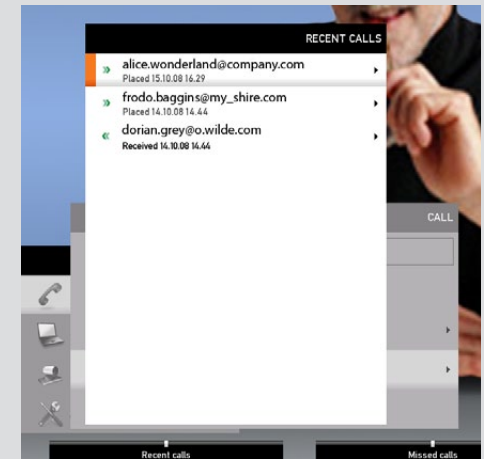 RECENT CALLS
alice.wonderland@company.com
Placed 15.10.08 16.29
frodo.baggins@my_shire.com
Placed 14.10.08 14.44
dorian.grey@o.wilde.com
Received 14.10.08 14.44
CALL
Recent calls
Missed calls